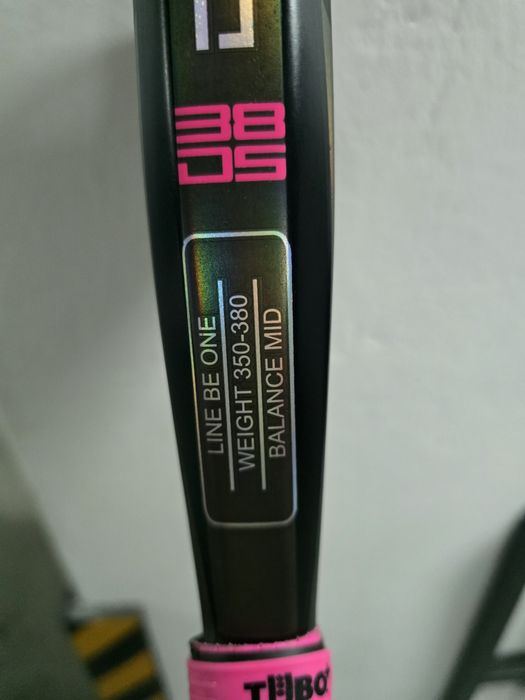 38
DS
LINE BE ONE
WEIGHT 350-380
BALANCE MID